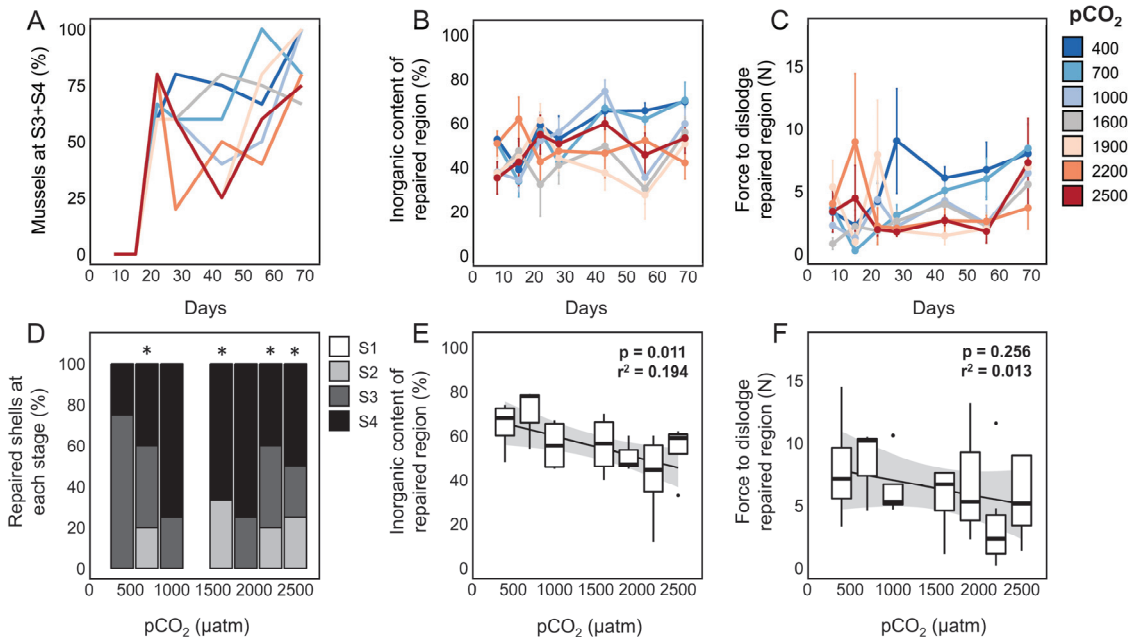 A
Mussels at S3+S4 (%)
100
75
50
25
0
0 10 20 30 40 50 60 70
Days
B
Inorganic content of
repaired region (%)
100
80
60
40
20
0
0 10 20 30 40 50 60 70
Days
C
Force to dislodge
repaired region (N)
15
10
5
0
0 10 20 30 40 50 60 70
Days
pCO2
400
700
1000
1600
1900
2200
2500
D
Repaired shells at
each stage (%)
100
80
60
40
20
0
* * * *
0 500 1000 1500 2000 2500
pCO2 (µatm)
S1
S2
S3
S4
E
Inorganic content of
repaired region (%)
100
80
60
40
20
0
p = 0.011
r2 = 0.194
0 500 1000 1500 2000 2500
pCO2 (µatm)
F
Force to dislodge
repaired region (N)
15
10
5
0
p = 0.256
r2 = 0.013
0 500 1000 1500 2000 2500
pCO2 (µatm)